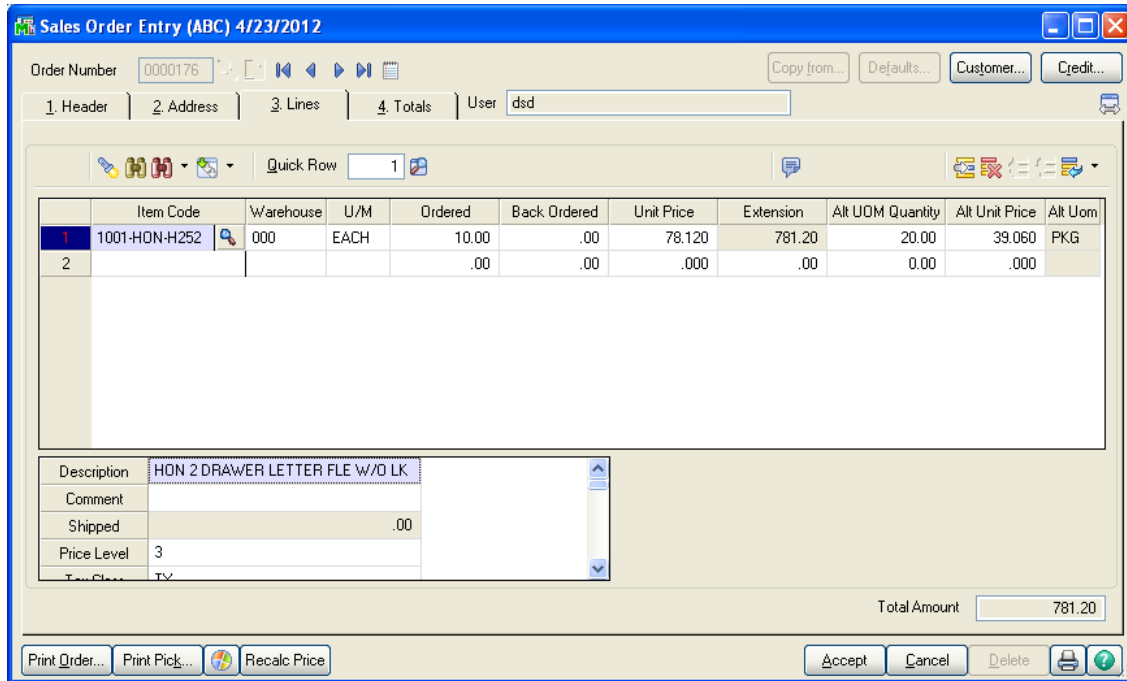 Sales Order Entry (ABC) 4/23/2012
Order Number 0000176 Copy from... Defaults... Customer... Credit...
1. Header 2. Address 3. Lines 4. Totals User dsd
Quick Row 1
Item Code Warehouse U/M Ordered Back Ordered Unit Price Extension Alt UOM Quantity Alt Unit Price Alt Uom
1 1001-HON-H252 000 EACH 10.00 .00 78.120 781.20 20.00 39.060 PKG
2 .00 .00 .000 .00 0.00 .000
Description HON 2 DRAWER LETTER FLE W/O LK
Comment
Shipped .00
Price Level 3
Tax Class TX
Total Amount 781.20
Print Order... Print Pick... Recalc Price Accept Cancel Delete